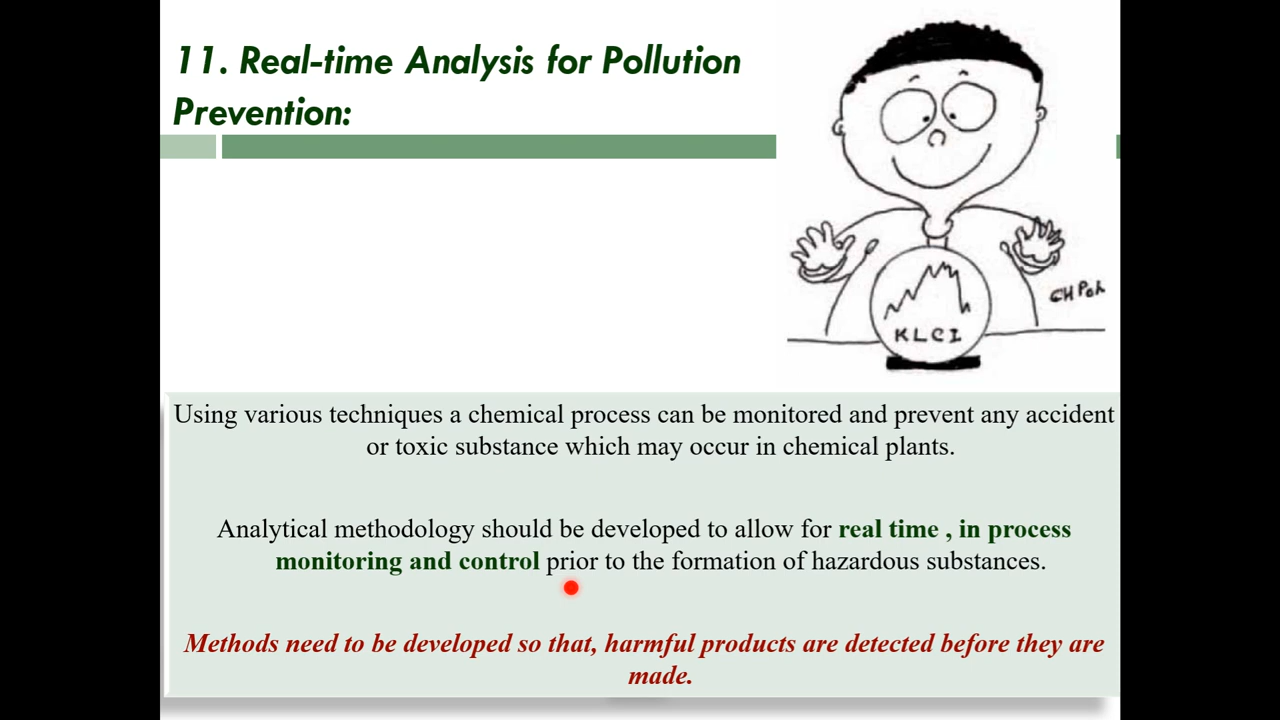 11. Real-time Analysis for Pollution
Prevention:
KLCI
CHPoh
Using various techniques a chemical process can be monitored and prevent any accident
or toxic substance which may occur in chemical plants.
Analytical methodology should be developed to allow for real time , in process
monitoring and control prior to the formation of hazardous substances.
Methods need to be developed so that, harmful products are detected before they are
made.